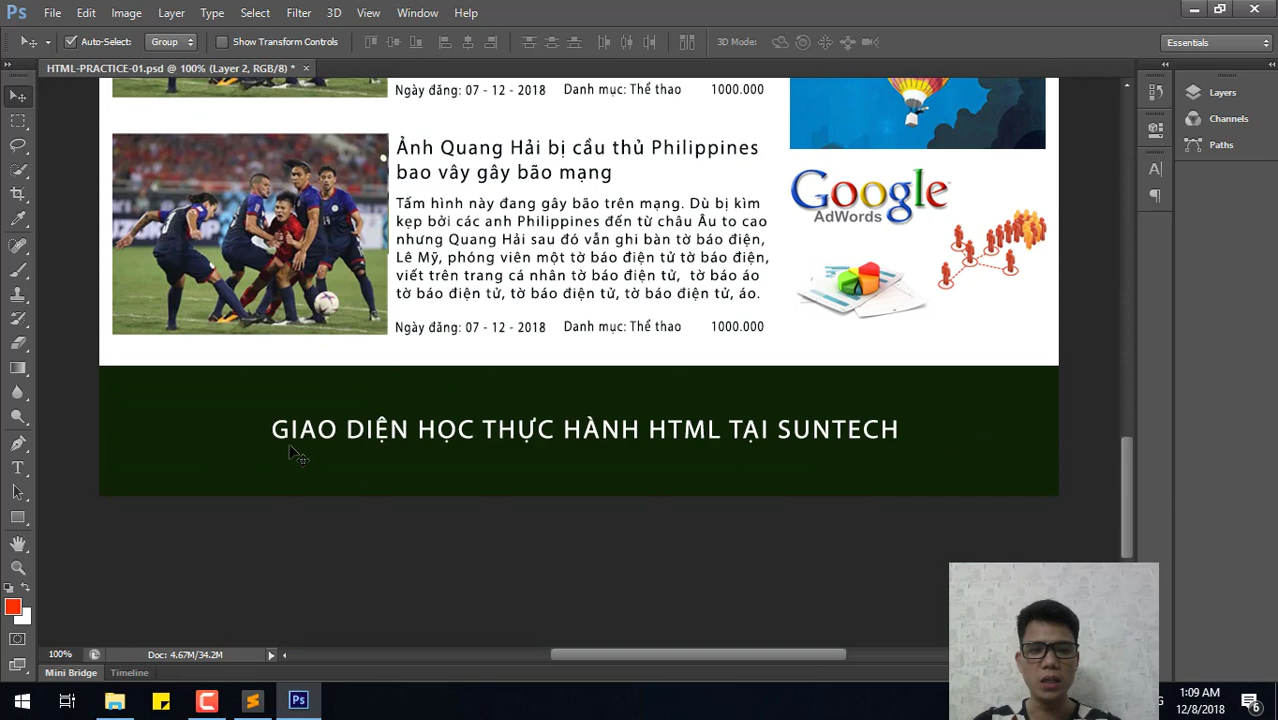 Ps File Edit Image Layer Type Select Filter 3D View Window Help
Auto-Select: Group Show Transform Controls 3D Mode: Essentials
HTML-PRACTICE-01.psd @ 100% (Layer 2, RGB/8) * ×
Ngày đăng: 07 - 12 - 2018 Danh mục: Thể thao 1000.000
Layers
Channels
Paths
Ảnh Quang Hải bị cầu thủ Philippines
bao vây gây bão mạng
Tấm hình này đang gây bão trên mạng. Dù bị kìm
kẹp bởi các anh Philippines đến từ châu Âu to cao
nhưng Quang Hải sau đó vẫn ghi bàn tờ báo điện,
Lê Mỹ, phóng viên một tờ báo điện tử tờ báo điện tử,
viết trên trang cá nhân tờ báo điện tử, tờ báo áo
tờ báo điện tử, tờ báo điện tử, tờ báo điện tử, áo.
Ngày đăng: 07 - 12 - 2018 Danh mục: Thể thao 1000.000
Google
AdWords
GIAO DIỆN HỌC THỰC HÀNH HTML TẠI SUNTECH
100% Doc: 4.67M/34.2M
Mini Bridge Timeline
1:09 AM
12/8/2018
6